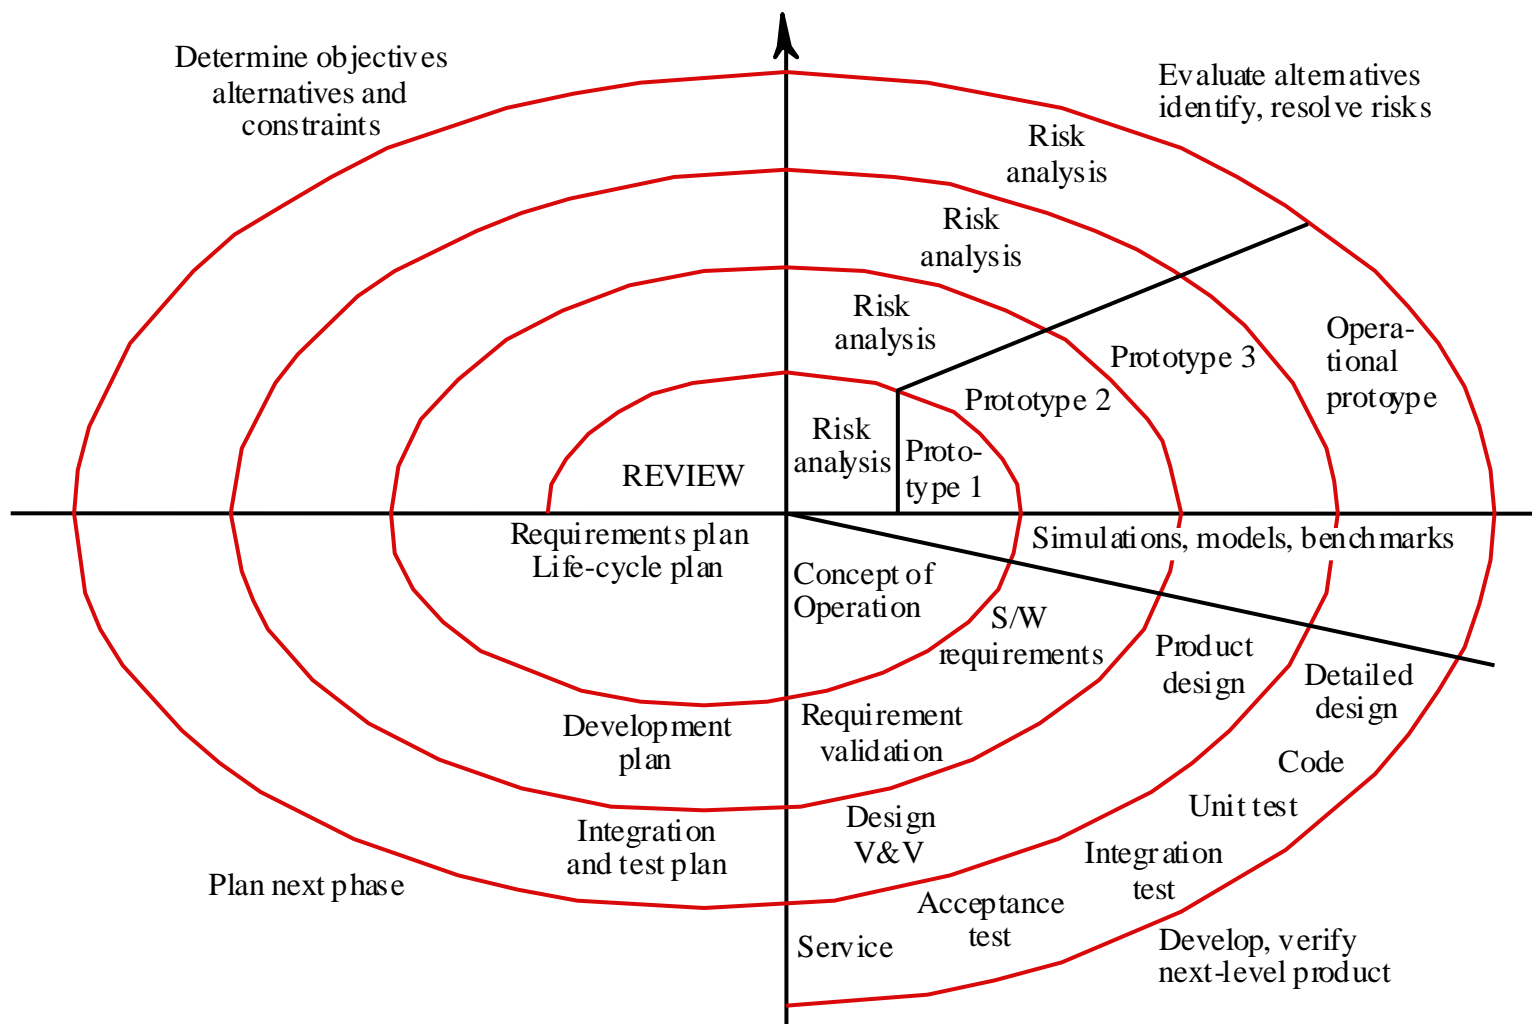 Determine objectives
alternatives and
constraints
Evaluate alternatives
identify, resolve risks
Risk
analysis
Risk
analysis
Risk
analysis
Risk
analysis
Proto-
type 1
Prototype 2
Prototype 3
Opera-
tional
protoype
REVIEW
Requirements plan
Life-cycle plan
Simulations, models, benchmarks
Concept of
Operation
S/W
requirements
Product
design
Detailed
design
Development
plan
Requirement
validation
Code
Unit test
Integration
and test plan
Design
V&V
Integration
test
Plan next phase
Acceptance
test
Service
Develop, verify
next-level product